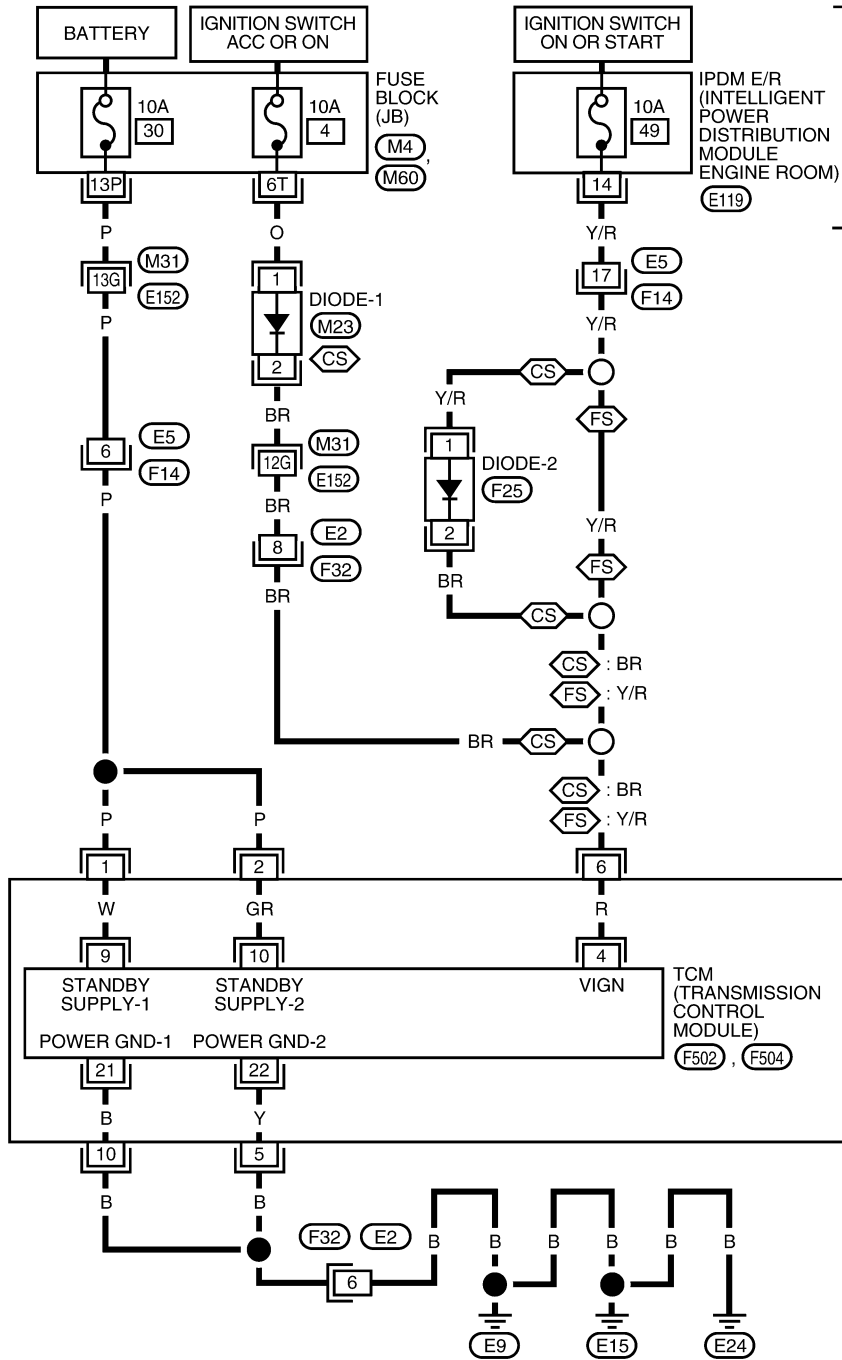 BATTERY
IGNITION SWITCH
ACC OR ON
IGNITION SWITCH
ON OR START
10A
30
10A
4
FUSE
BLOCK
(JB)
M4 ,
M60
10A
49
IPDM E/R
(INTELLIGENT
POWER
DISTRIBUTION
MODULE
ENGINE ROOM)
E119
13P
6T
14
P
O
Y/R
13G
M31
E152
1
DIODE-1
M23
CS
2
17
E5
F14
P
Y/R
CS
BR
Y/R
FS
6
E5
F14
12G
M31
E152
1
DIODE-2
F25
2
P
BR
Y/R
8
E2
F32
BR
BR
FS
CS
CS : BR
FS : Y/R
BR
CS
CS : BR
FS : Y/R
P
P
1
2
6
W
GR
R
9
10
4
STANDBY
SUPPLY-1
STANDBY
SUPPLY-2
VIGN
TCM
(TRANSMISSION
CONTROL
MODULE)
F502 , F504
POWER GND-1
POWER GND-2
21
22
B
Y
10
5
B
B
F32
E2
6
B
B
B
B
B
B
E9
E15
E24